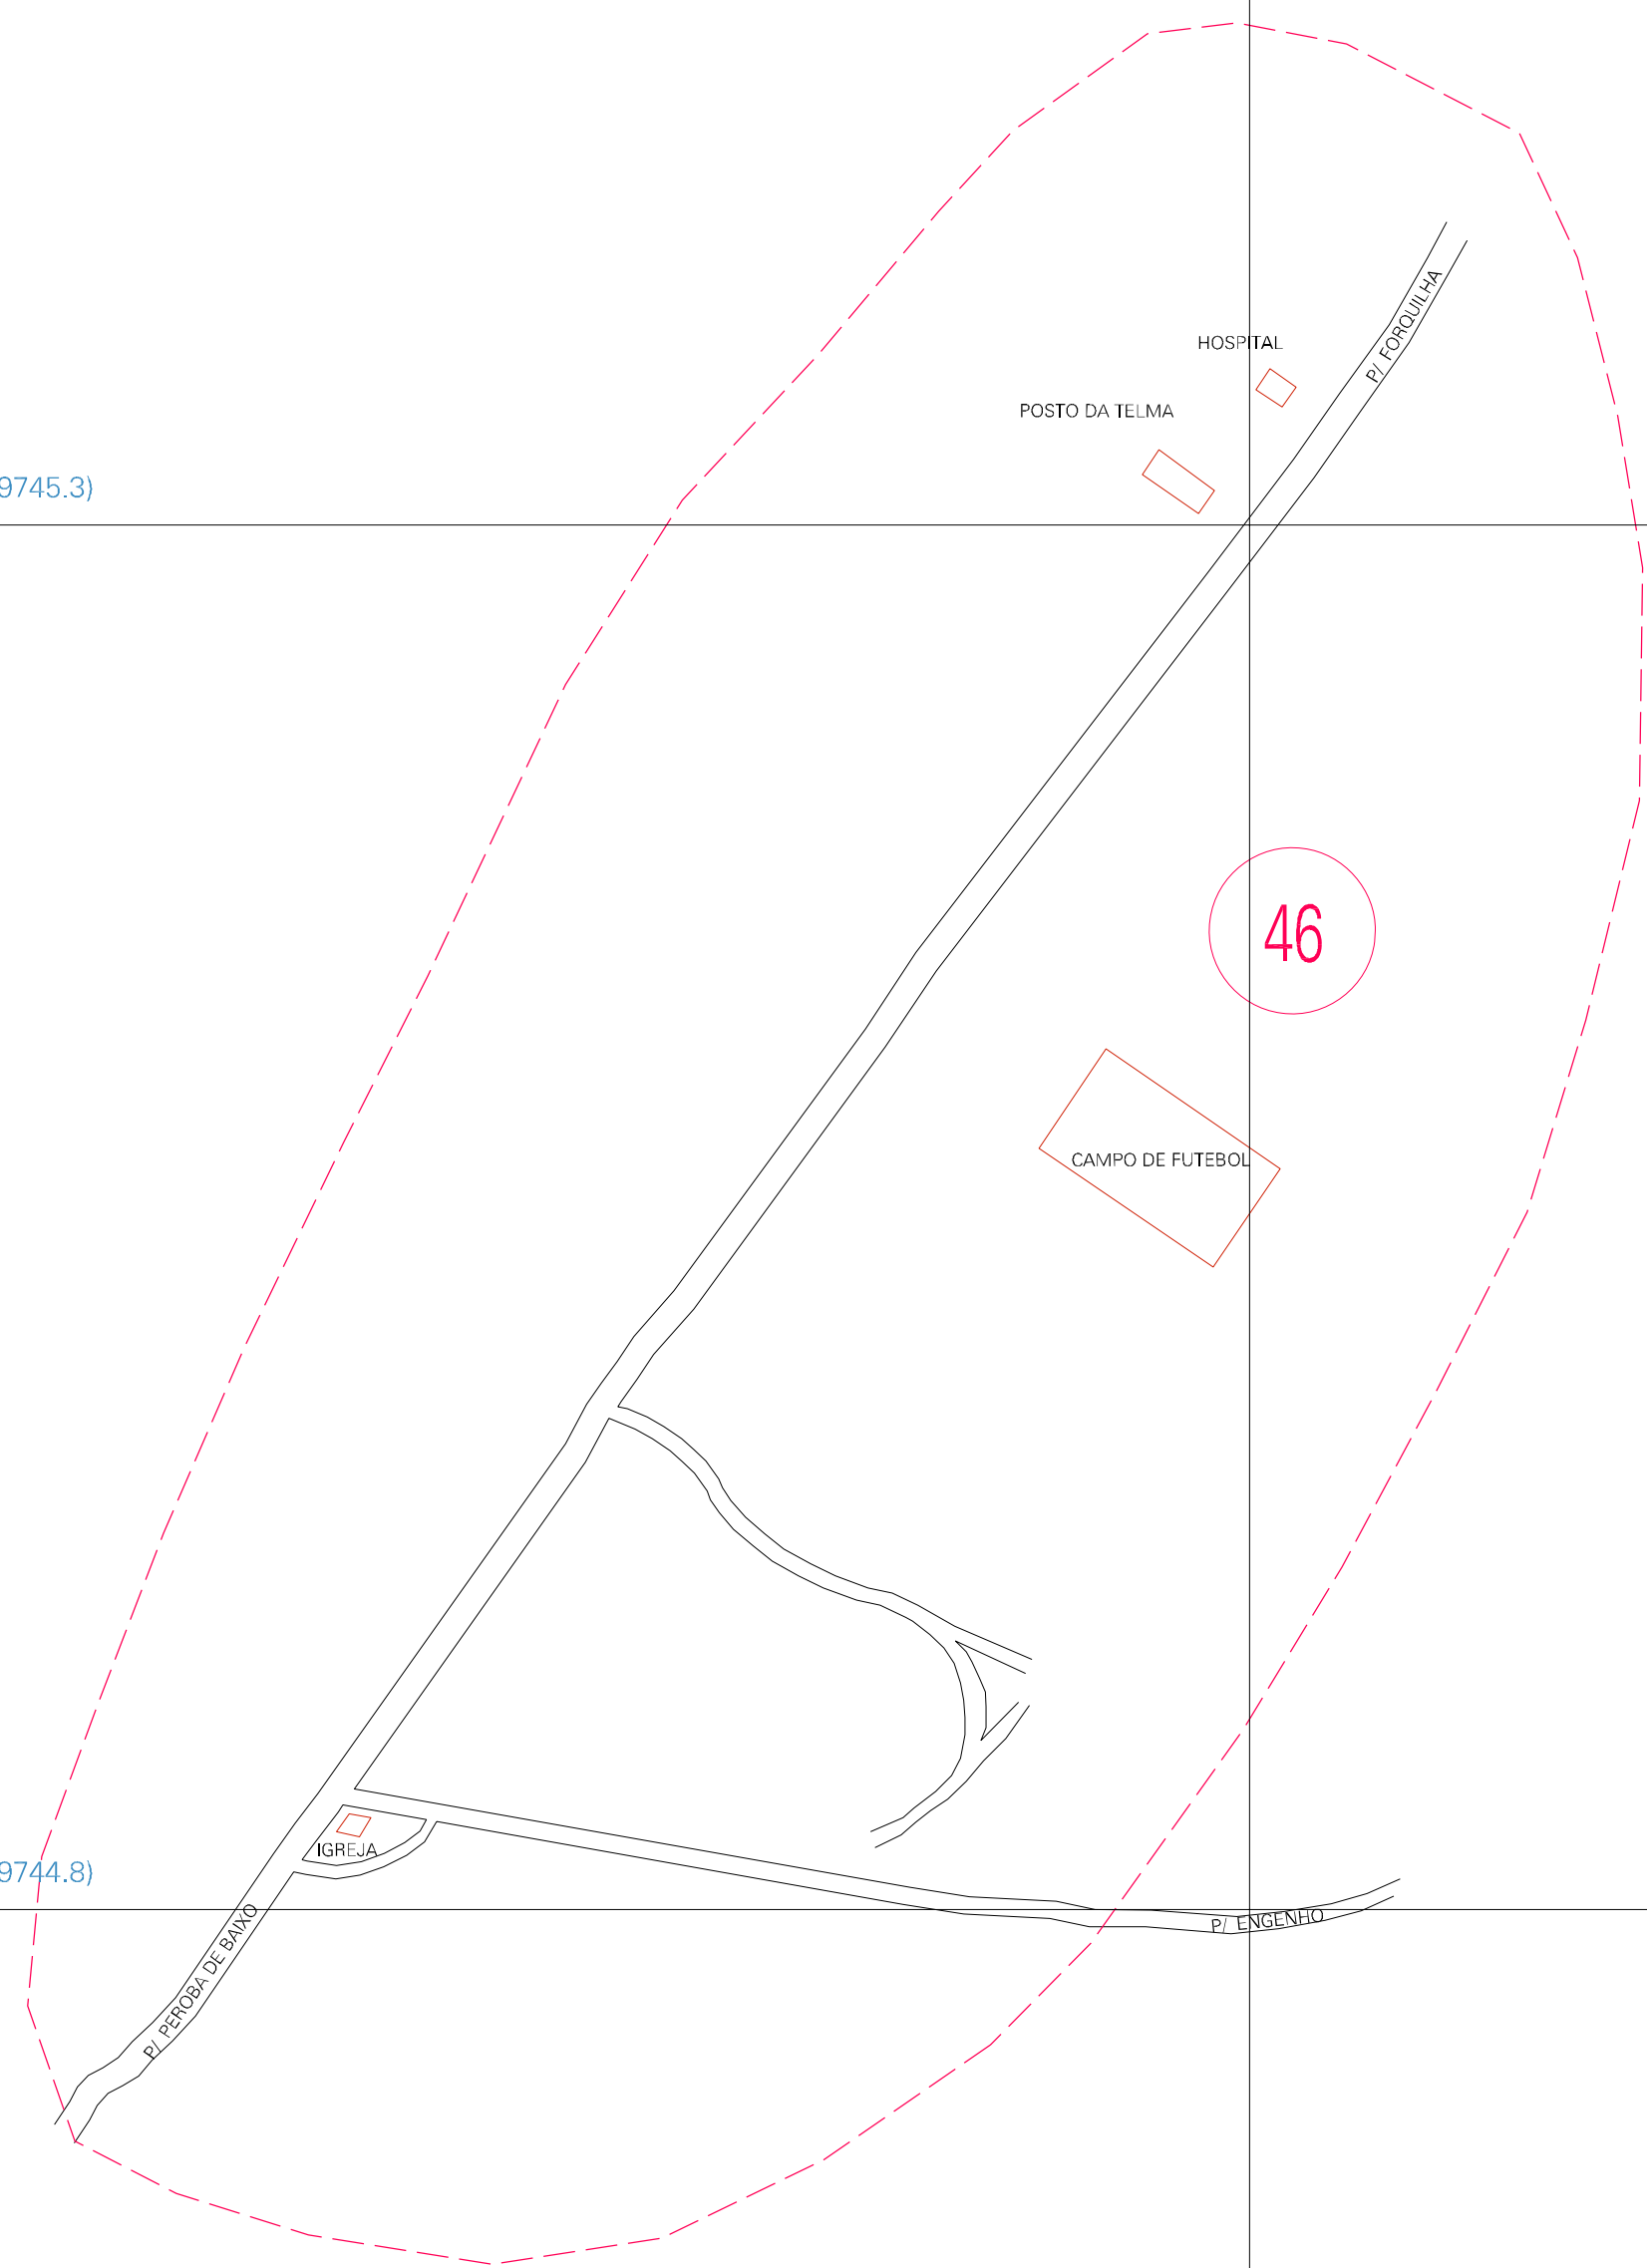 P/ FORQUILHA
HOSPITAL
POSTO DA TELMA
9745.3)
46
CAMPO DE FUTEBOL
IGREJA
9744.8)
P/ PEROBA DE BAIXO
P/ ENGENHO